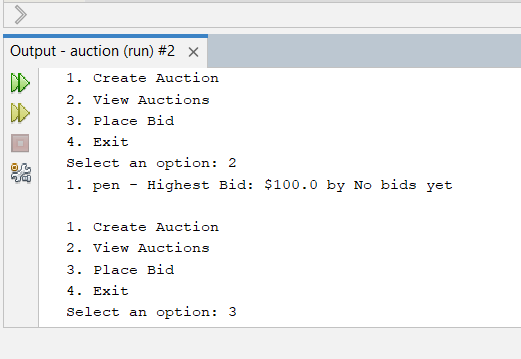 Output - auction (run) #2
1. Create Auction
2. View Auctions
3. Place Bid
4. Exit
Select an option: 2
1. pen - Highest Bid: $100.0 by No bids yet
1. Create Auction
2. View Auctions
3. Place Bid
4. Exit
Select an option: 3